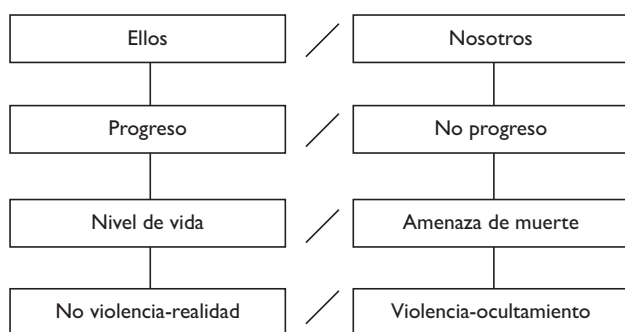 Ellos / Nosotros
Progreso / No progreso
Nivel de vida / Amenaza de muerte
No violencia-realidad / Violencia-ocultamiento